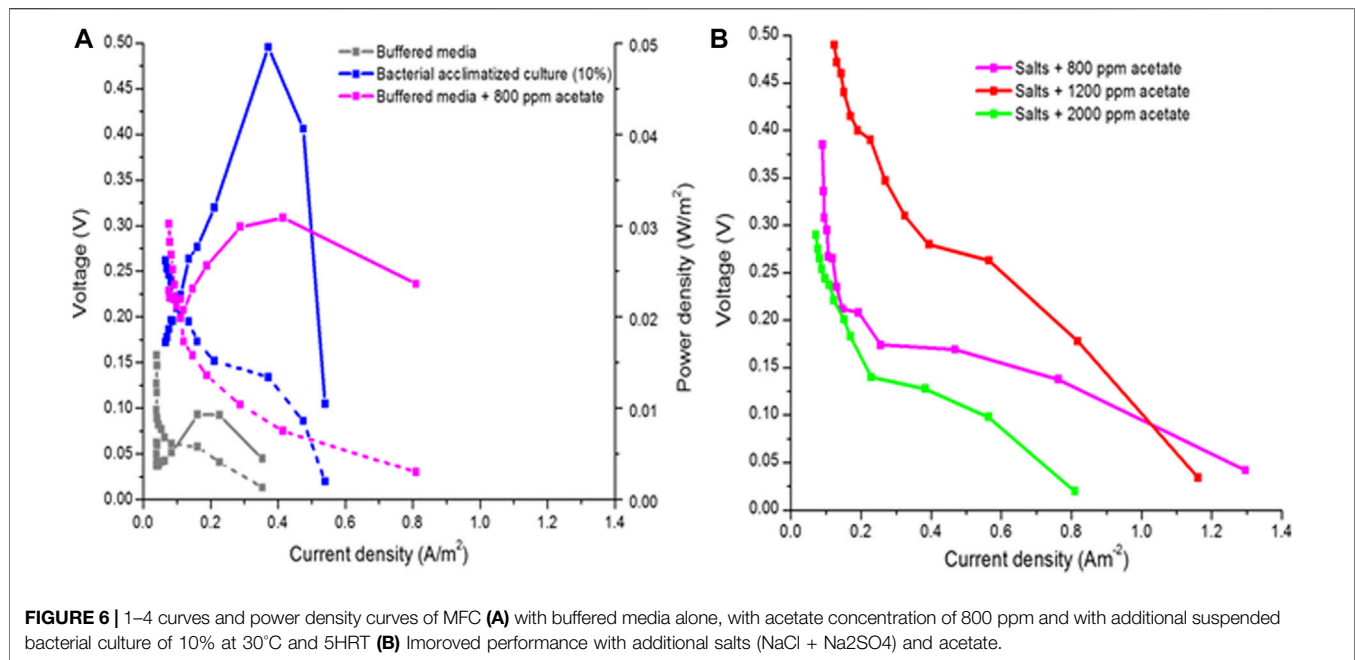 A
Buffered media
Bacterial acclimatized culture (10%)
Buffered media + 800 ppm acetate
0.50
0.45
0.40
0.35
0.30
0.25
0.20
0.15
0.10
0.05
0.00
Voltage (V)
0.05
0.04
0.03
0.02
0.01
0.00
Power density (W/m²)
0.0 0.2 0.4 0.6 0.8 1.0 1.2 1.4
Current density (A/m²)
B
Salts + 800 ppm acetate
Salts + 1200 ppm acetate
Salts + 2000 ppm acetate
0.50
0.45
0.40
0.35
0.30
0.25
0.20
0.15
0.10
0.05
0.00
Voltage (V)
0.0 0.2 0.4 0.6 0.8 1.0 1.2 1.4
Current density (Am⁻²)
FIGURE 6 | 1–4 curves and power density curves of MFC (A) with buffered media alone, with acetate concentration of 800 ppm and with additional suspended
bacterial culture of 10% at 30°C and 5HRT (B) Imoroved performance with additional salts (NaCl + Na2SO4) and acetate.